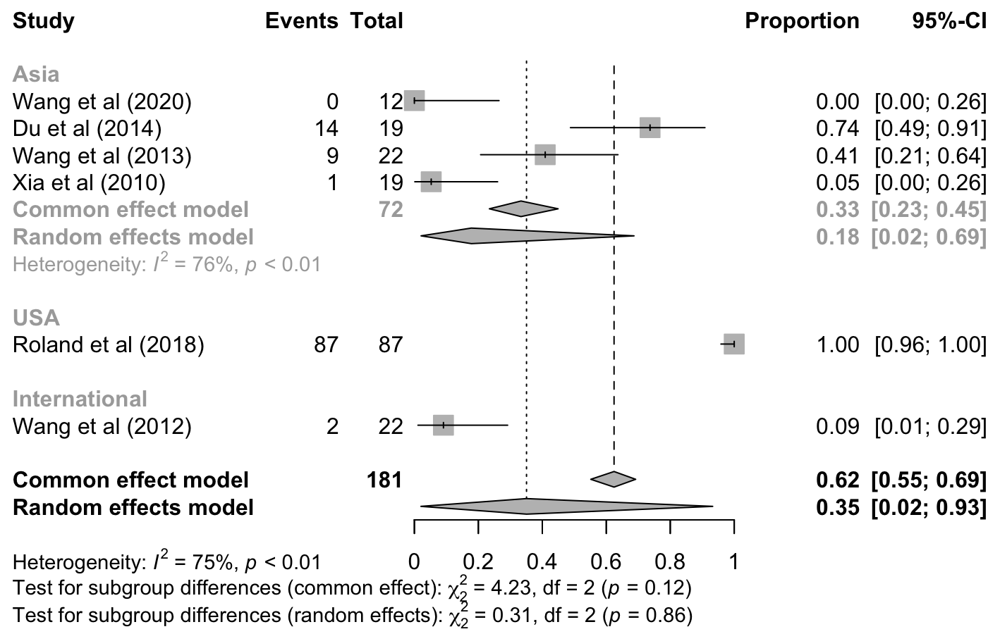 Study Events Total Proportion 95%-CI
Asia
Wang et al (2020) 0 12 0.00 [0.00; 0.26]
Du et al (2014) 14 19 0.74 [0.49; 0.91]
Wang et al (2013) 9 22 0.41 [0.21; 0.64]
Xia et al (2010) 1 19 0.05 [0.00; 0.26]
Common effect model 72 0.33 [0.23; 0.45]
Random effects model 0.18 [0.02; 0.69]
Heterogeneity: I² = 76%, p < 0.01
USA
Roland et al (2018) 87 87 1.00 [0.96; 1.00]
International
Wang et al (2012) 2 22 0.09 [0.01; 0.29]
Common effect model 181 0.62 [0.55; 0.69]
Random effects model 0.35 [0.02; 0.93]
0 0.2 0.4 0.6 0.8 1
Heterogeneity: I² = 75%, p < 0.01
Test for subgroup differences (common effect): χ²₂ = 4.23, df = 2 (p = 0.12)
Test for subgroup differences (random effects): χ²₂ = 0.31, df = 2 (p = 0.86)